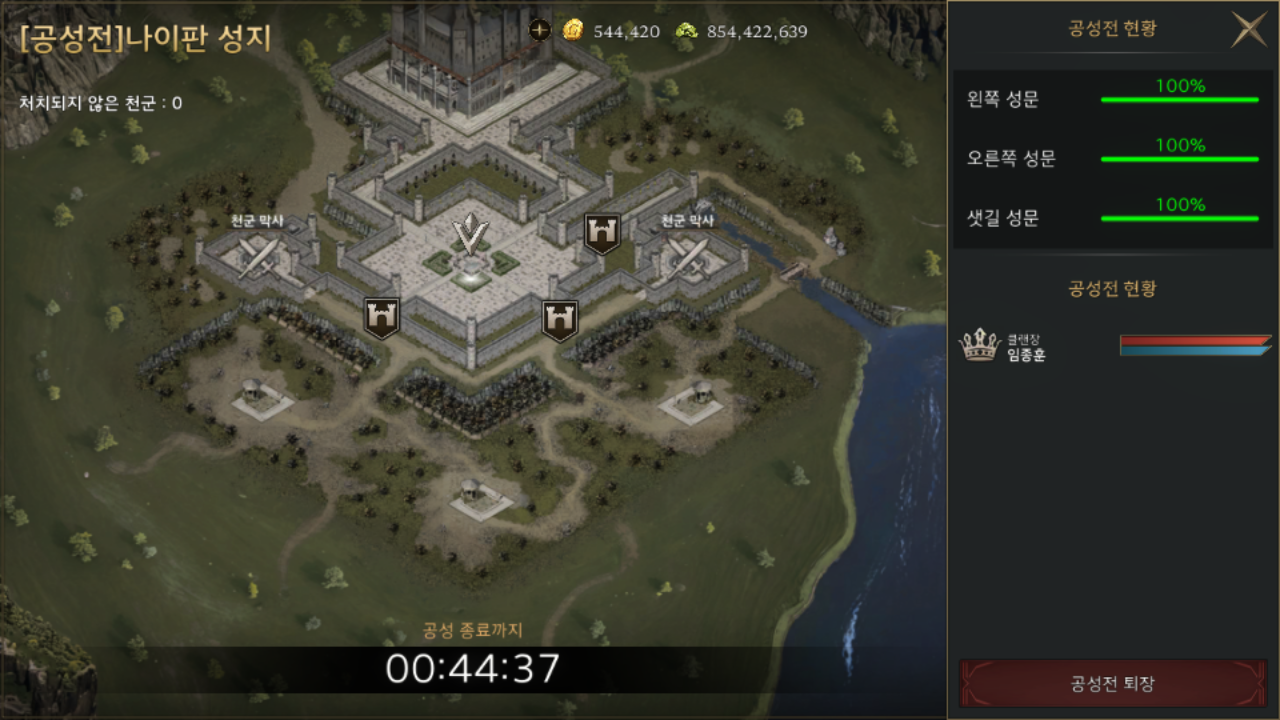 [공성전]나이판 성지
544,420
854,422,639
처치되지 않은 천군 : 0
천군 막사
천군 막사
공성 종료까지
00:44:37
공성전 현황
왼쪽 성문
100%
오른쪽 성문
100%
샛길 성문
100%
공성전 현황
클랜장
임종훈
공성전 퇴장